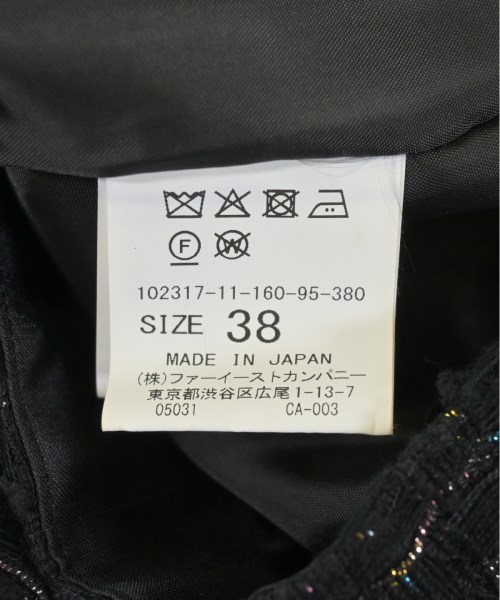 F W
102317-11-160-95-380
SIZE 38
MADE IN JAPAN
(株)ファーイーストカンパニー
東京都渋谷区広尾1-13-7
05031 CA-003